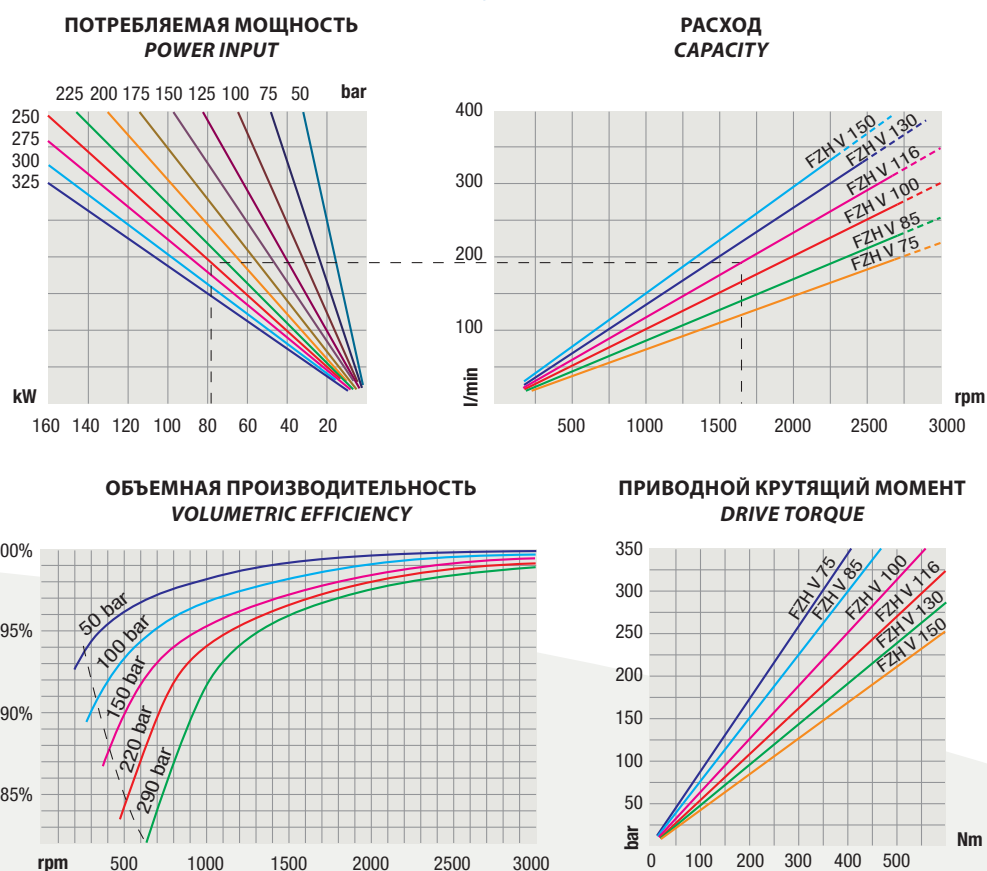 ПОТРЕБЛЯЕМАЯ МОЩНОСТЬ
POWER INPUT
225 200 175 150 125 100 75 50 bar
250
275
300
325
kW
160 140 120 100 80 60 40 20
РАСХОД
CAPACITY
400
300
200
100
l/min
FZH V 150
FZH V 130
FZH V 116
FZH V 100
FZH V 85
FZH V 75
rpm
500 1000 1500 2000 2500 3000
ОБЪЕМНАЯ ПРОИЗВОДИТЕЛЬНОСТЬ
VOLUMETRIC EFFICIENCY
00%
95%
90%
85%
50 bar
100 bar
150 bar
220 bar
290 bar
rpm 500 1000 1500 2000 2500 3000
ПРИВОДНОЙ КРУТЯЩИЙ МОМЕНТ
DRIVE TORQUE
350
300
250
200
150
100
50
bar
FZH V 75
FZH V 85
FZH V 100
FZH V 116
FZH V 130
FZH V 150
Nm
0 100 200 300 400 500